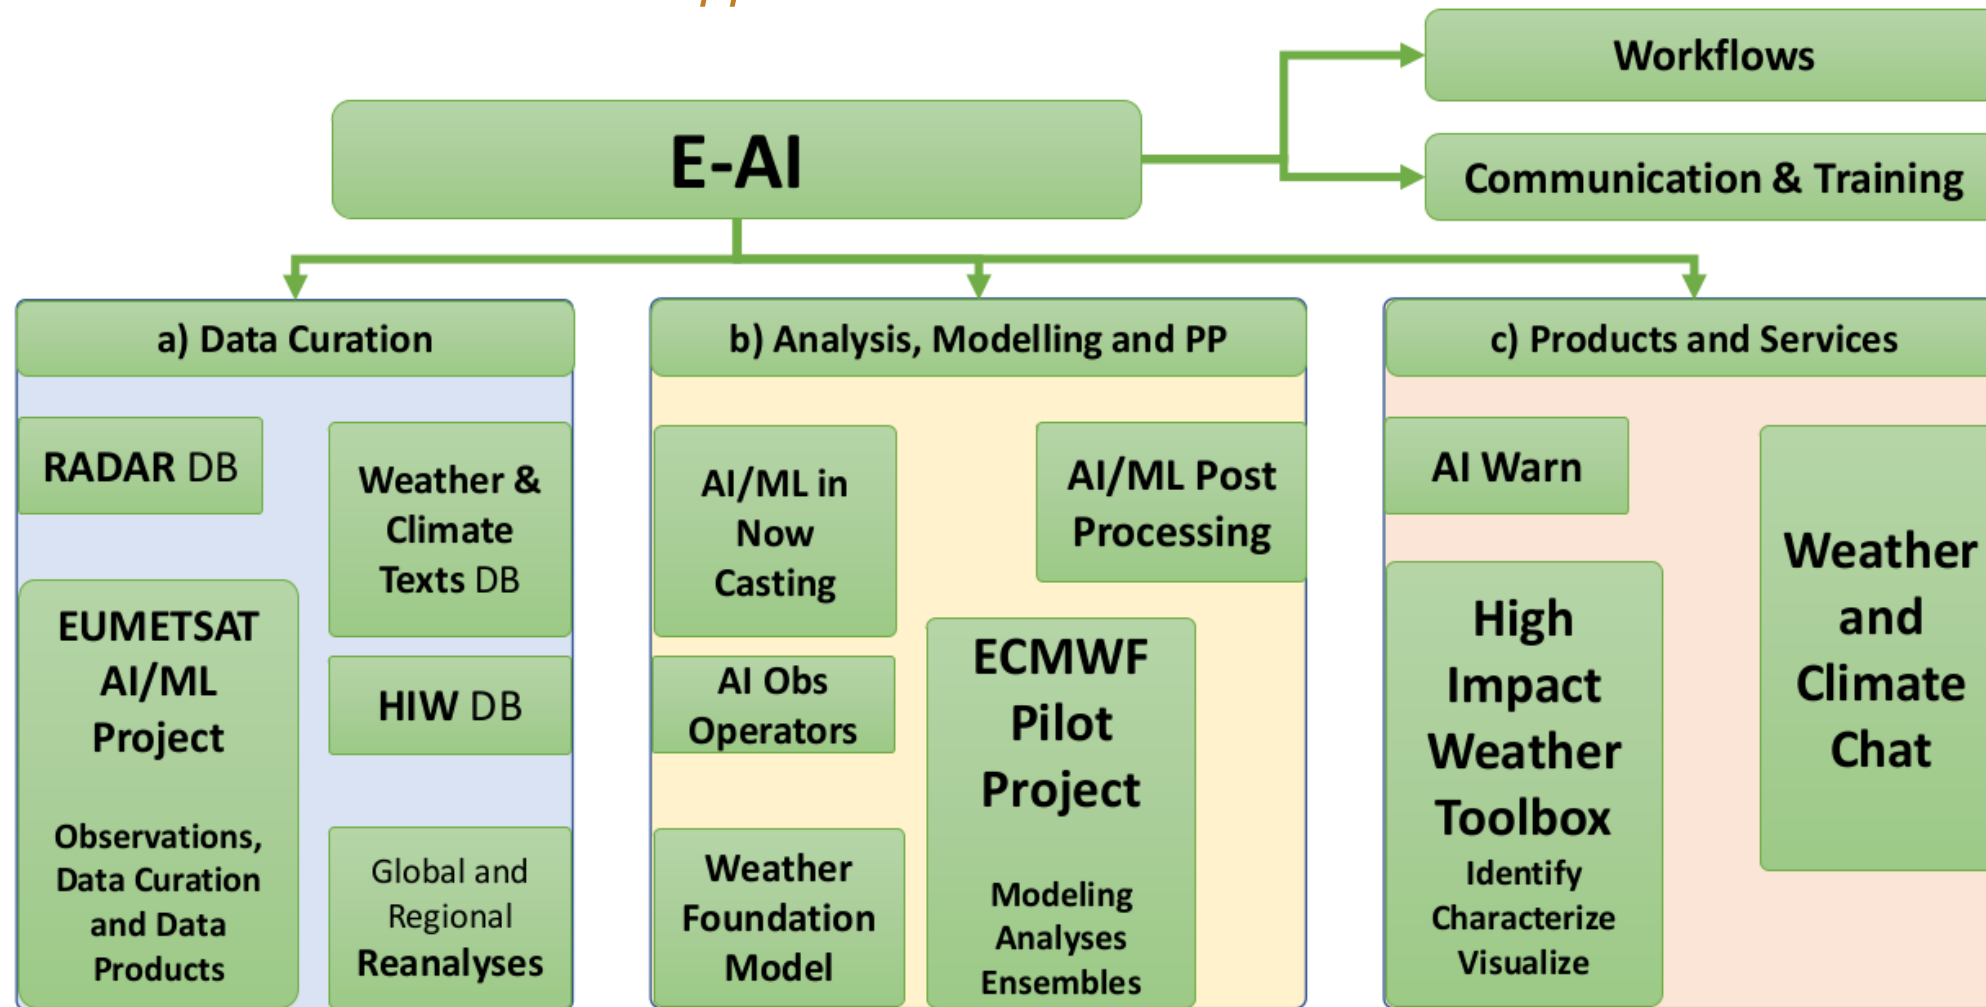 E-AI
Workflows
Communication & Training
a) Data Curation
RADAR DB
Weather &
Climate
Texts DB
EUMETSAT
AI/ML
Project
Observations,
Data Curation
and Data
Products
HIW DB
Global and
Regional
Reanalyses
b) Analysis, Modelling and PP
AI/ML in
Now
Casting
AI/ML Post
Processing
AI Obs
Operators
ECMWF
Pilot
Project
Modeling
Analyses
Ensembles
Weather
Foundation
Model
c) Products and Services
AI Warn
High
Impact
Weather
Toolbox
Identify
Characterize
Visualize
Weather
and
Climate
Chat